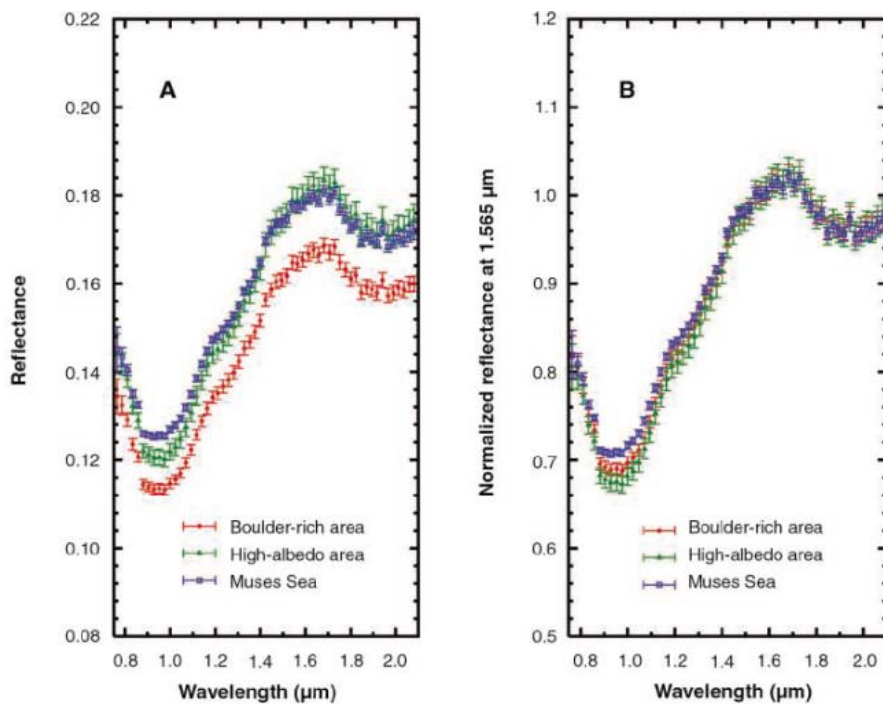 0.22
0.20
0.18
0.16
0.14
0.12
0.10
0.08
Reflectance
A
Boulder-rich area
High-albedo area
Muses Sea
0.8 1.0 1.2 1.4 1.6 1.8 2.0
Wavelength (µm)
1.2
1.1
1.0
0.9
0.8
0.7
0.6
0.5
Normalized reflectance at 1.565 µm
B
Boulder-rich area
High-albedo area
Muses Sea
0.8 1.0 1.2 1.4 1.6 1.8 2.0
Wavelength (µm)